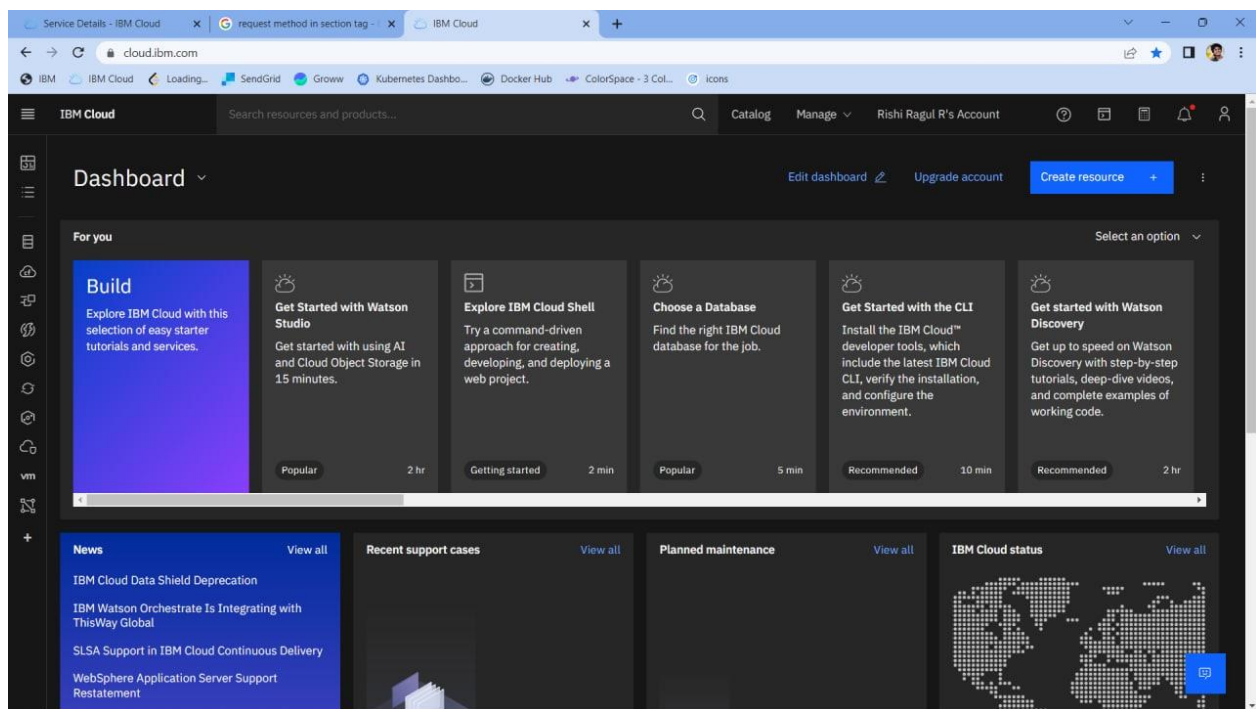 Service Details - IBM Cloud
request method in section tag -
IBM Cloud
cloud.ibm.com
IBM
IBM Cloud
Loading...
SendGrid
Groww
Kubernetes Dashbo...
Docker Hub
ColorSpace - 3 Col...
icons
IBM Cloud
Search resources and products...
Catalog
Manage
Rishi Ragul R's Account
Dashboard
Edit dashboard
Upgrade account
Create resource +
For you
Select an option
Build
Explore IBM Cloud with this
selection of easy starter
tutorials and services.
Get Started with Watson
Studio
Get started with using AI
and Cloud Object Storage in
15 minutes.
Popular
2 hr
Explore IBM Cloud Shell
Try a command-driven
approach for creating,
developing, and deploying a
web project.
Getting started
2 min
Choose a Database
Find the right IBM Cloud
database for the job.
Popular
5 min
Get Started with the CLI
Install the IBM Cloud™
developer tools, which
include the latest IBM Cloud
CLI, verify the installation,
and configure the
environment.
Recommended
10 min
Get started with Watson
Discovery
Get up to speed on Watson
Discovery with step-by-step
tutorials, deep-dive videos,
and complete examples of
working code.
Recommended
2 hr
vm
News
View all
IBM Cloud Data Shield Deprecation
IBM Watson Orchestrate Is Integrating with
ThisWay Global
SLSA Support in IBM Cloud Continuous Delivery
WebSphere Application Server Support
Restatement
Recent support cases
View all
Planned maintenance
View all
IBM Cloud status
View all